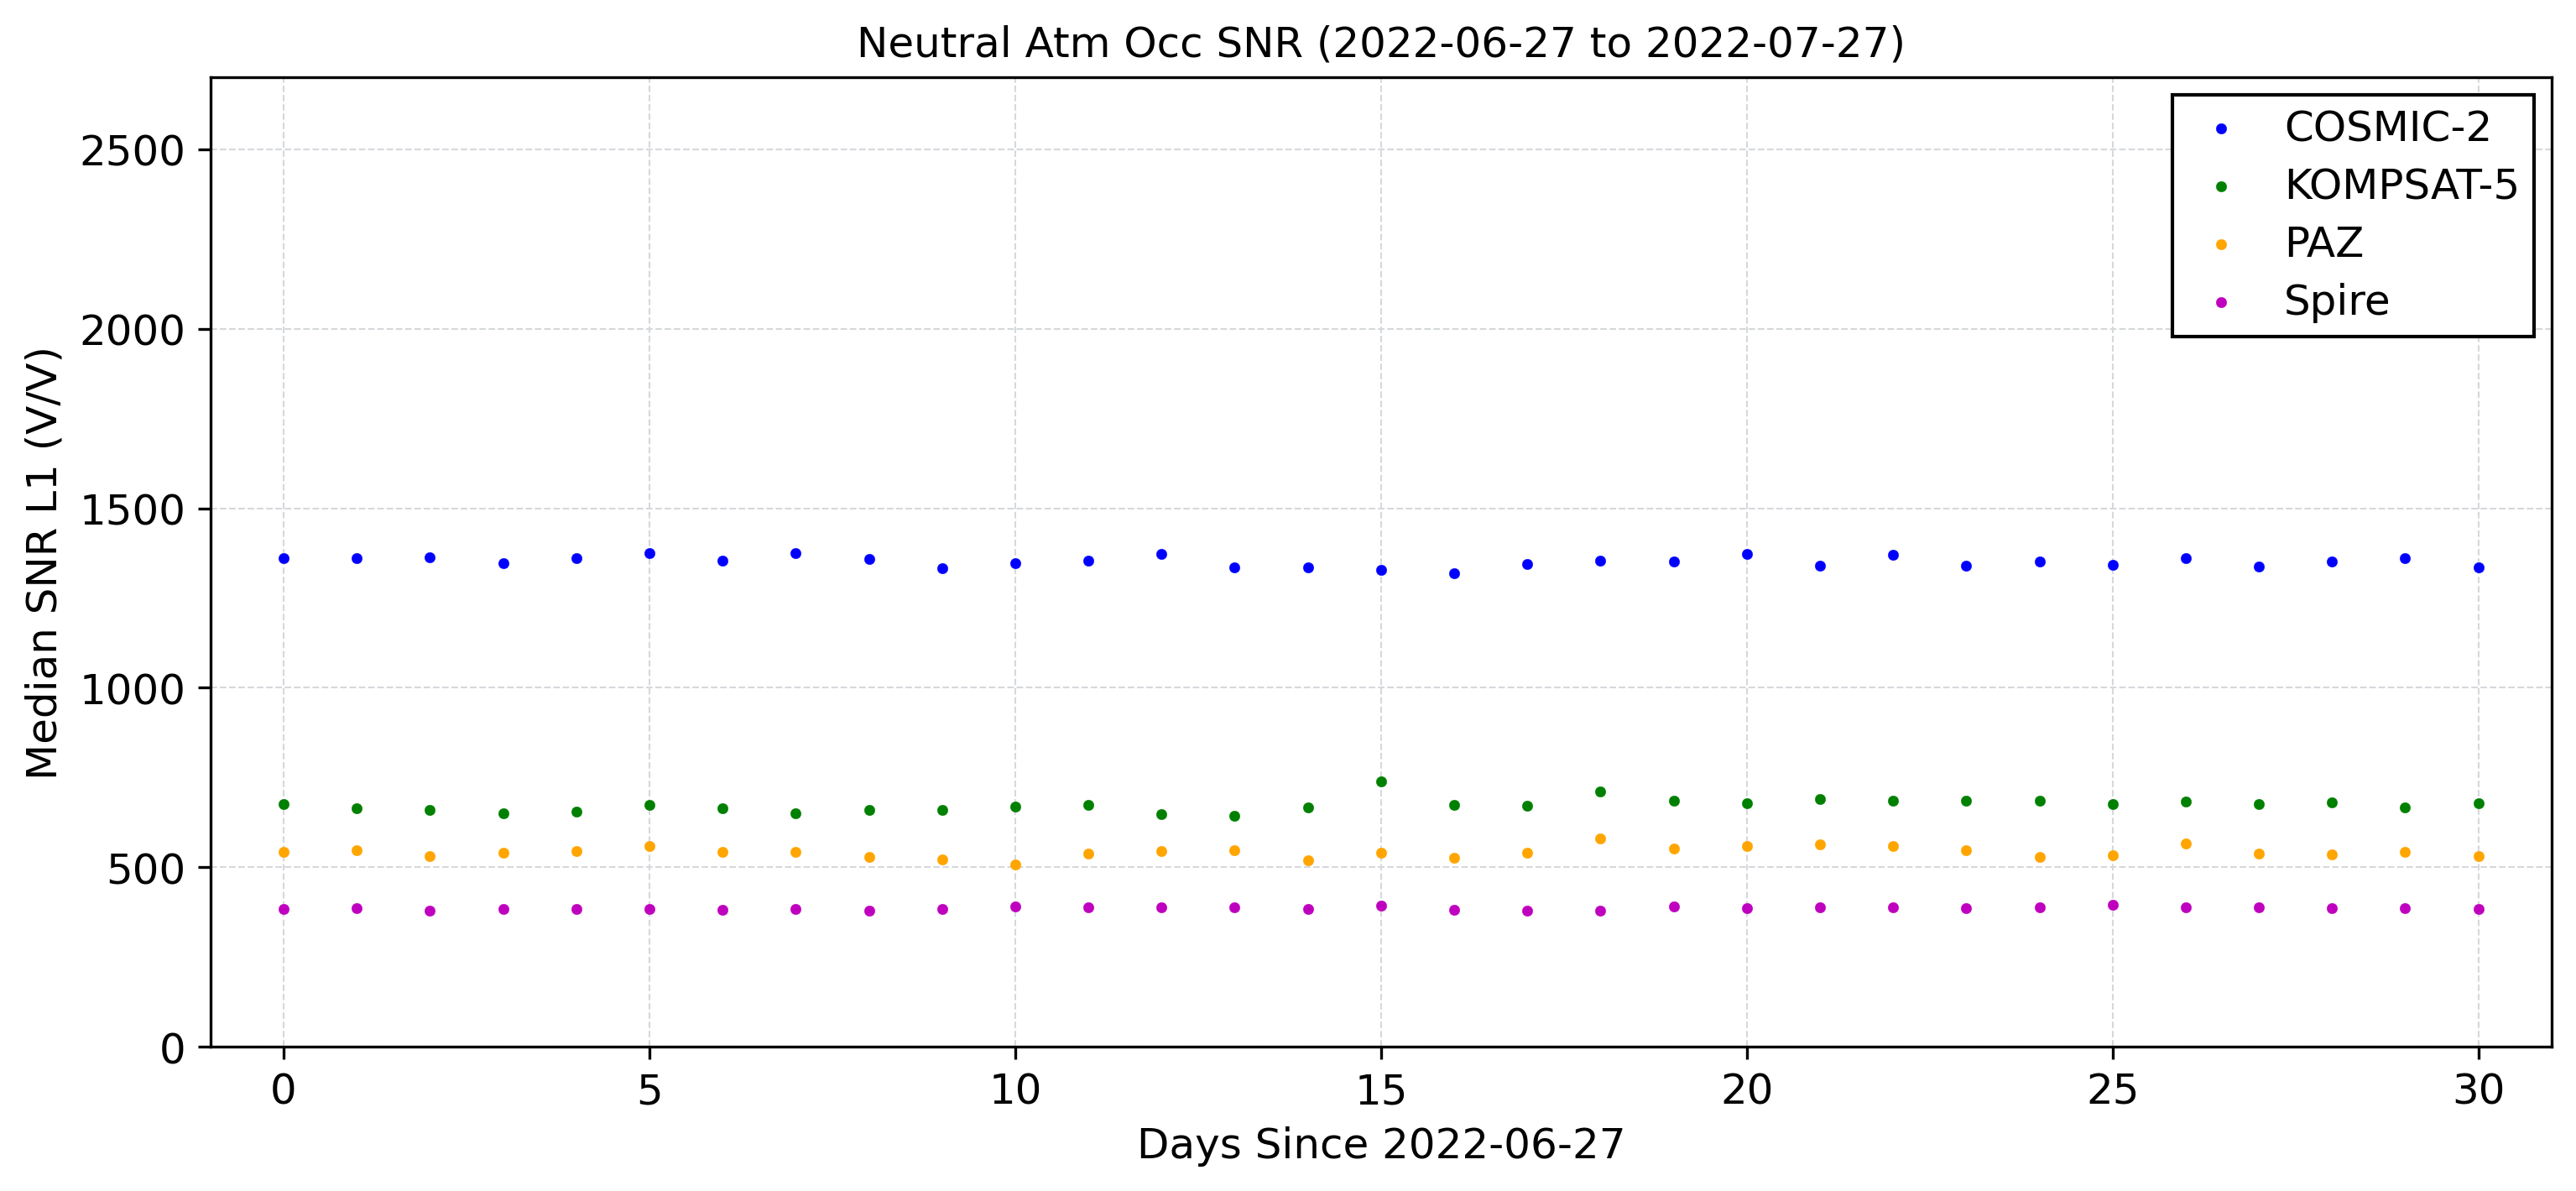 Neutral Atm Occ SNR (2022-06-27 to 2022-07-27)
COSMIC-2
KOMPSAT-5
PAZ
Spire
Median SNR L1 (V/V)
2500
2000
1500
1000
500
0
0 5 10 15 20 25 30
Days Since 2022-06-27